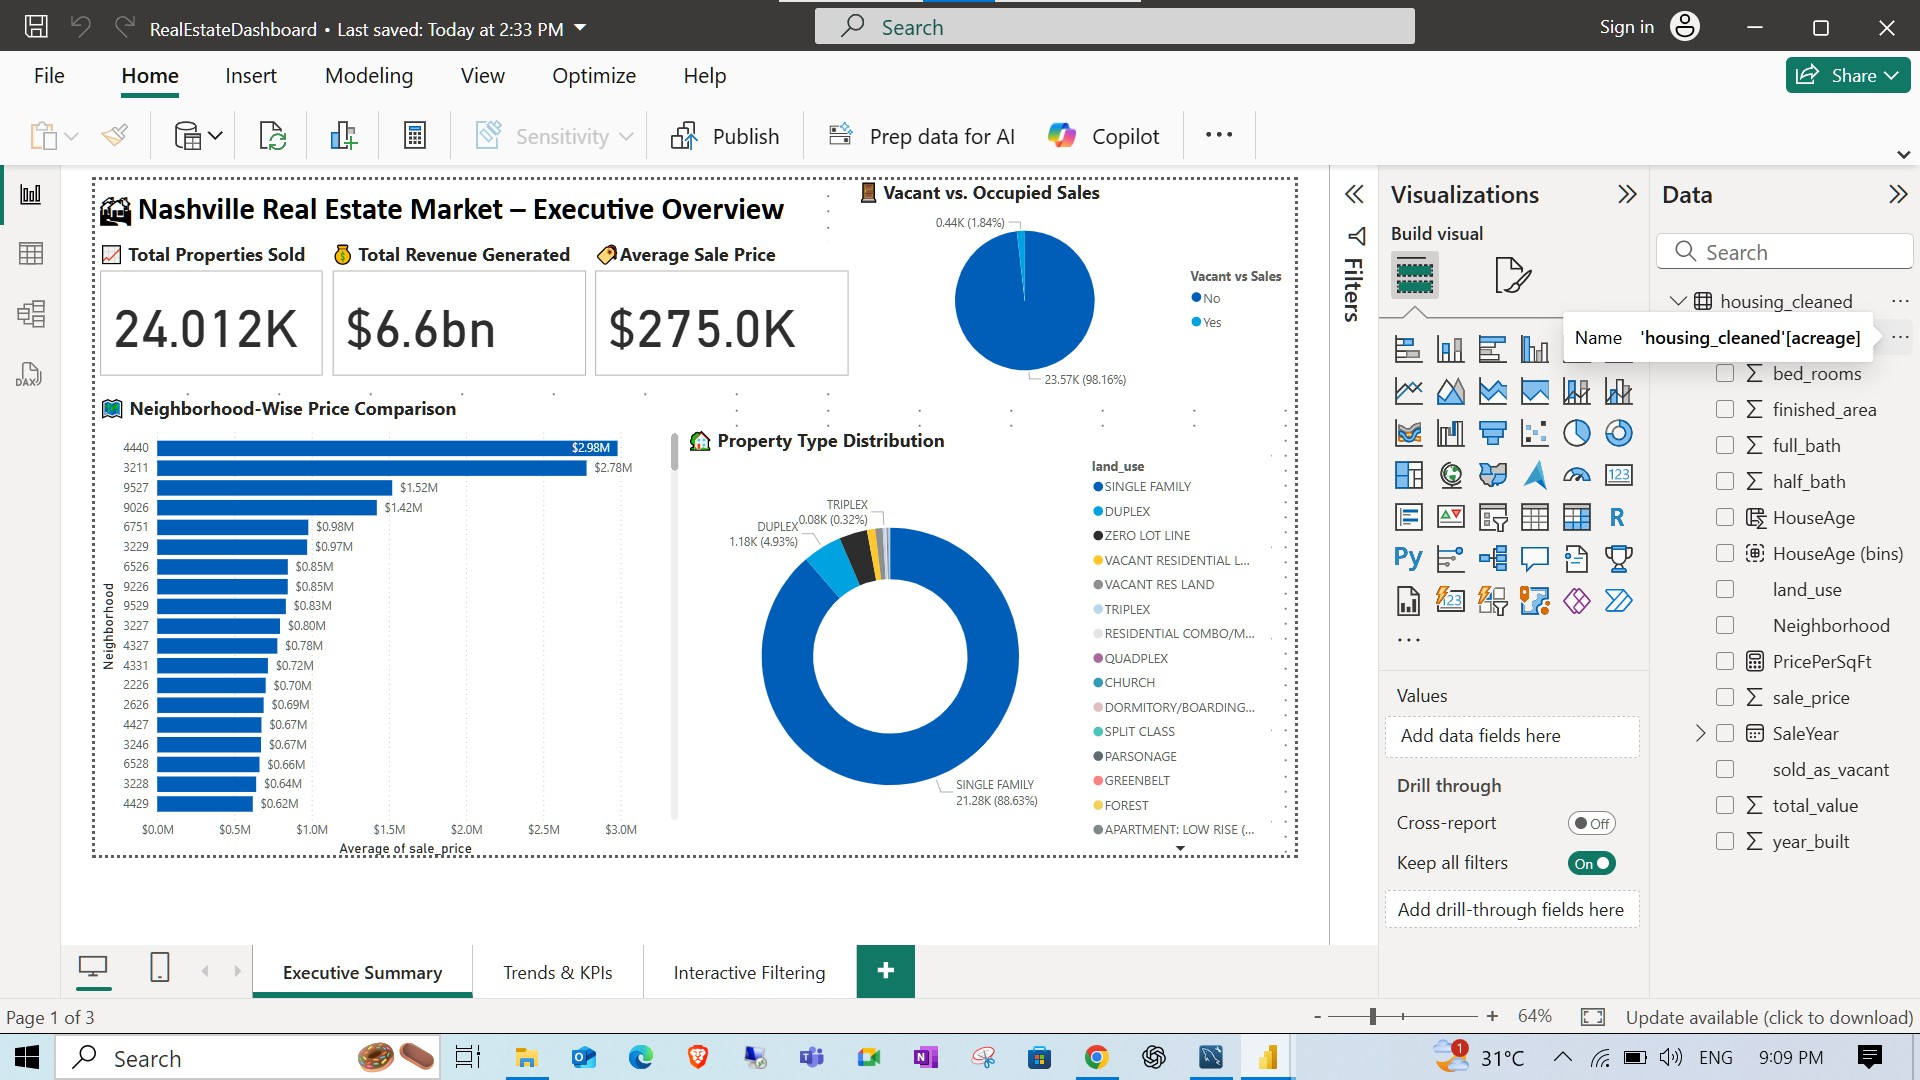 RealEstateDashboard • Last saved: Today at 2:33 PM
Search
Sign in
File
Home
Insert
Modeling
View
Optimize
Help
Share
Sensitivity
Publish
Prep data for AI
Copilot
Nashville Real Estate Market – Executive Overview
Total Properties Sold
Total Revenue Generated
Average Sale Price
24.012K
$6.6bn
$275.0K
Vacant vs. Occupied Sales
0.44K (1.84%)
23.57K (98.16%)
Vacant vs Sales
No
Yes
Neighborhood-Wise Price Comparison
Neighborhood
4440 $2.98M
3211 $2.78M
9527 $1.52M
9026 $1.42M
6751 $0.98M
3229 $0.97M
6526 $0.85M
9226 $0.85M
9529 $0.83M
3227 $0.80M
4327 $0.78M
4331 $0.72M
2226 $0.70M
2626 $0.69M
4427 $0.67M
3246 $0.67M
6528 $0.66M
3228 $0.64M
4429 $0.62M
$0.0M $0.5M $1.0M $1.5M $2.0M $2.5M $3.0M
Average of sale_price
Property Type Distribution
TRIPLEX
0.08K (0.32%)
DUPLEX
1.18K (4.93%)
SINGLE FAMILY
21.28K (88.63%)
land_use
SINGLE FAMILY
DUPLEX
ZERO LOT LINE
VACANT RESIDENTIAL L...
VACANT RES LAND
TRIPLEX
RESIDENTIAL COMBO/M...
QUADPLEX
CHURCH
DORMITORY/BOARDING...
SPLIT CLASS
PARSONAGE
GREENBELT
FOREST
APARTMENT: LOW RISE (...
Filters
Visualizations
Build visual
123
R
Py
123
Values
Add data fields here
Drill through
Cross-report
Off
Keep all filters
On
Add drill-through fields here
Data
Search
housing_cleaned
Name 'housing_cleaned'[acreage]
bed_rooms
finished_area
full_bath
half_bath
HouseAge
HouseAge (bins)
land_use
Neighborhood
PricePerSqFt
sale_price
SaleYear
sold_as_vacant
total_value
year_built
DAX
Executive Summary
Trends & KPIs
Interactive Filtering
Page 1 of 3
64%
Update available (click to download)
Search
1
31°C
ENG
9:09 PM